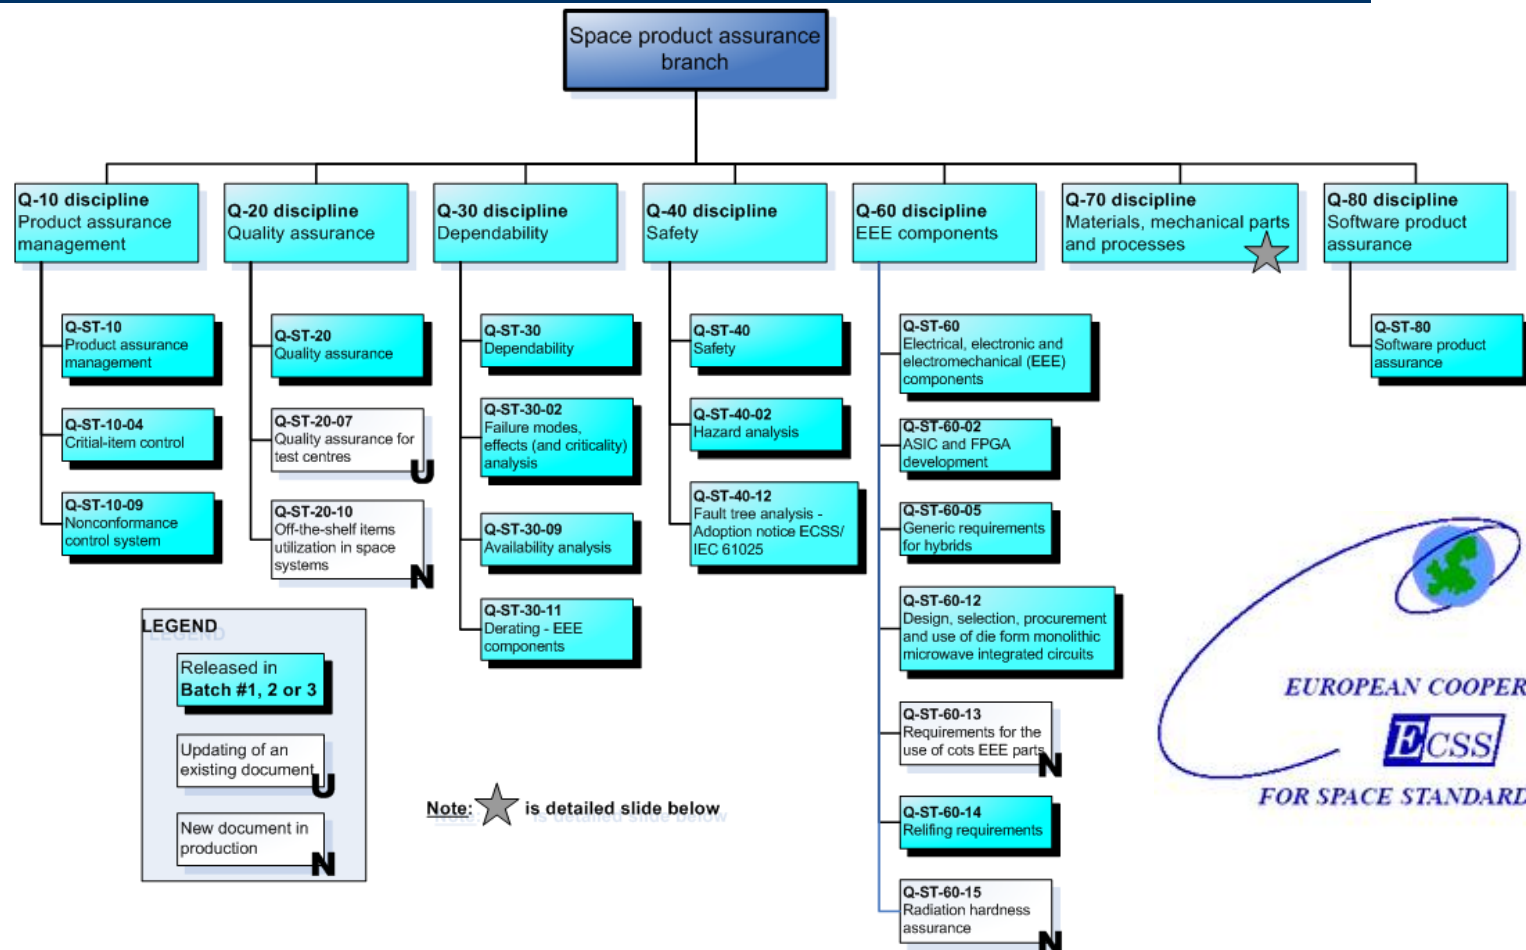 Space product assurance
branch
Q-10 discipline
Product assurance
management
Q-20 discipline
Quality assurance
Q-30 discipline
Dependability
Q-40 discipline
Safety
Q-60 discipline
EEE components
Q-70 discipline
Materials, mechanical parts
and processes
Q-80 discipline
Software product
assurance
Q-ST-10
Product assurance
management
Q-ST-10-04
Critial-item control
Q-ST-10-09
Nonconformance
control system
Q-ST-20
Quality assurance
Q-ST-20-07
Quality assurance for
test centres
U
Q-ST-20-10
Off-the-shelf items
utilization in space
systems
N
Q-ST-30
Dependability
Q-ST-30-02
Failure modes,
effects (and criticality)
analysis
Q-ST-30-09
Availability analysis
Q-ST-30-11
Derating - EEE
components
Q-ST-40
Safety
Q-ST-40-02
Hazard analysis
Q-ST-40-12
Fault tree analysis -
Adoption notice ECSS/
IEC 61025
Q-ST-60
Electrical, electronic and
electromechanical (EEE)
components
Q-ST-60-02
ASIC and FPGA
development
Q-ST-60-05
Generic requirements
for hybrids
Q-ST-60-12
Design, selection, procurement
and use of die form monolithic
microwave integrated circuits
Q-ST-60-13
Requirements for the
use of cots EEE parts
N
Q-ST-60-14
Relifing requirements
Q-ST-60-15
Radiation hardness
assurance
N
Q-ST-80
Software product
assurance
LEGEND
Released in
Batch #1, 2 or 3
Updating of an
existing document
U
New document in
production
N
Note: is detailed slide below
EUROPEAN COOPER
ECSS
FOR SPACE STANDARD